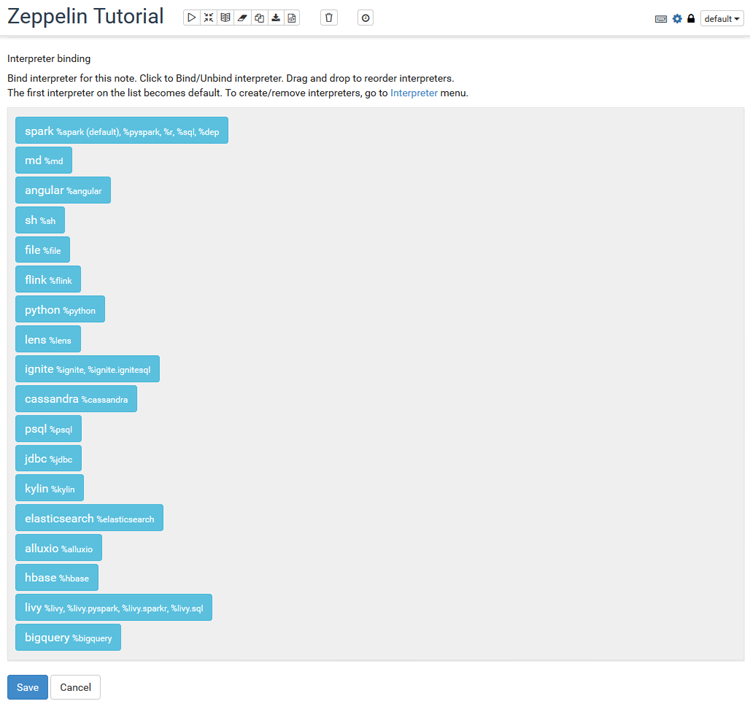 Zeppelin Tutorial
default
Interpreter binding
Bind interpreter for this note. Click to Bind/Unbind interpreter. Drag and drop to reorder interpreters.
The first interpreter on the list becomes default. To create/remove interpreters, go to Interpreter menu.
spark %spark (default), %pyspark, %r, %sql, %dep
md %md
angular %angular
sh %sh
file %file
flink %flink
python %python
lens %lens
ignite %ignite, %ignite.ignitesql
cassandra %cassandra
psql %psql
jdbc %jdbc
kylin %kylin
elasticsearch %elasticsearch
alluxio %alluxio
hbase %hbase
livy %livy, %livy.pyspark, %livy.sparkr, %livy.sql
bigquery %bigquery
Save Cancel